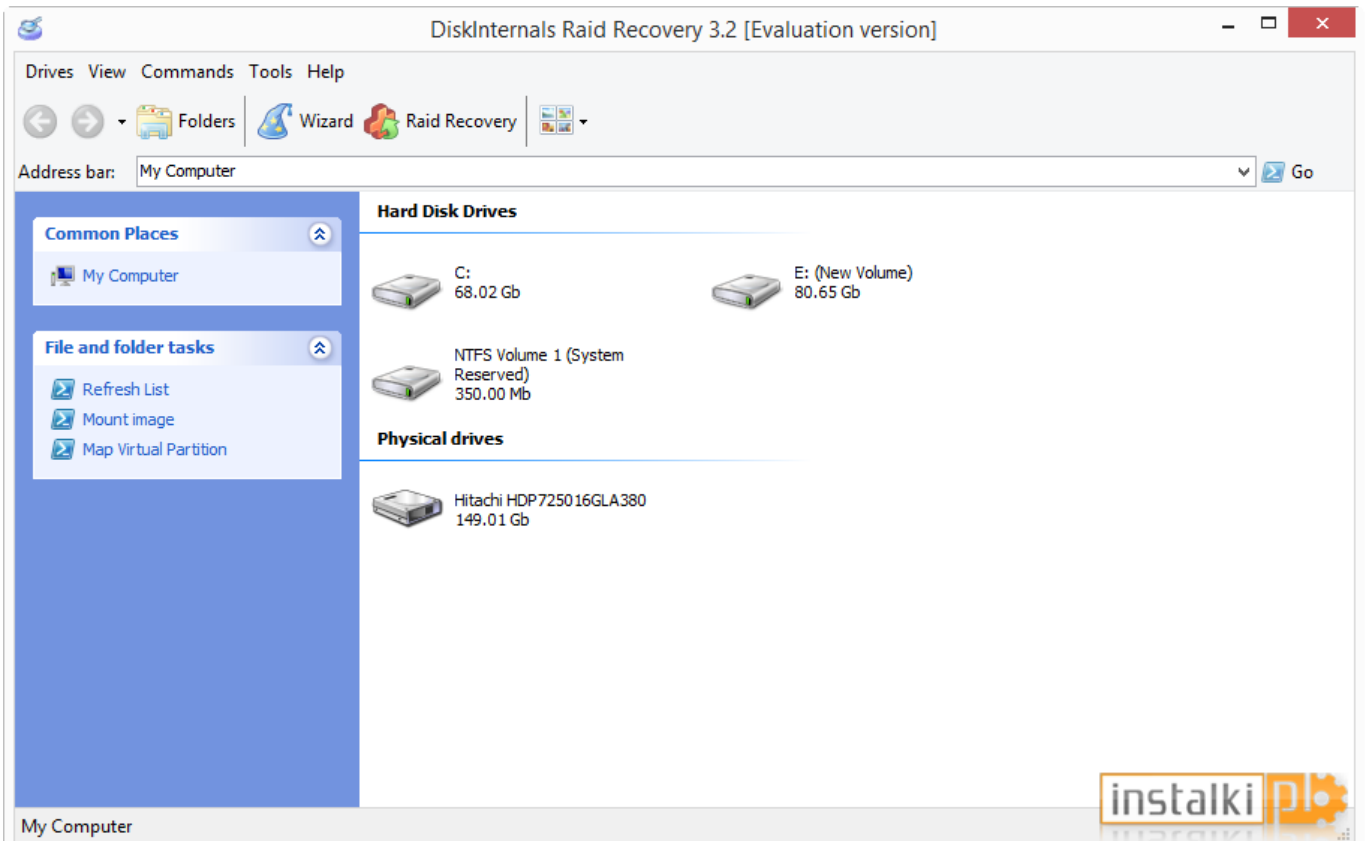 DiskInternals Raid Recovery 3.2 [Evaluation version]
Drives View Commands Tools Help
Folders Wizard Raid Recovery
Address bar: My Computer Go
Common Places
My Computer
File and folder tasks
Refresh List
Mount image
Map Virtual Partition
Hard Disk Drives
C:
68.02 Gb
E: (New Volume)
80.65 Gb
NTFS Volume 1 (System
Reserved)
350.00 Mb
Physical drives
Hitachi HDP725016GLA380
149.01 Gb
My Computer
instalki pl